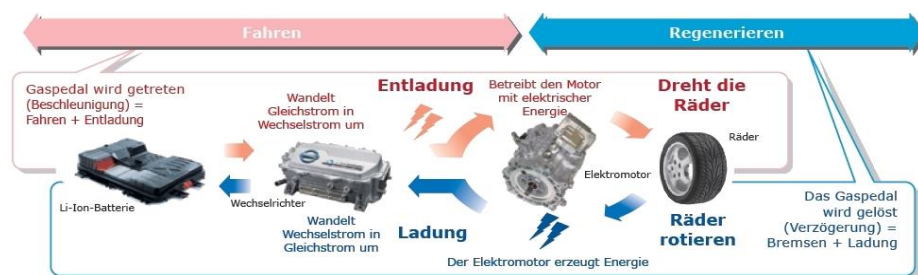 Fahren
Regenerieren
Gaspedal wird getreten
(Beschleunigung) =
Fahren + Entladung
Wandelt
Gleichstrom in
Wechselstrom um
Entladung
Betreibt den Motor
mit elektrischer
Energie
Dreht die
Räder
Räder
Li-Ion-Batterie
Wechselrichter
Elektromotor
Wandelt
Wechselstrom in
Gleichstrom um
Ladung
Der Elektromotor erzeugt Energie
Räder
rotieren
Das Gaspedal
wird gelöst
(Verzögerung) =
Bremsen + Ladung